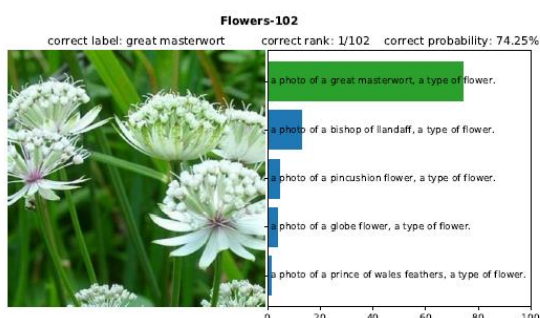 Flowers-102
correct label: great masterwort correct rank: 1/102 correct probability: 74.25%
a photo of a great masterwort, a type of flower.
a photo of a bishop of llandaff, a type of flower.
a photo of a pincushion flower, a type of flower.
a photo of a globe flower, a type of flower.
a photo of a prince of wales feathers, a type of flower.
0 20 40 60 80 100